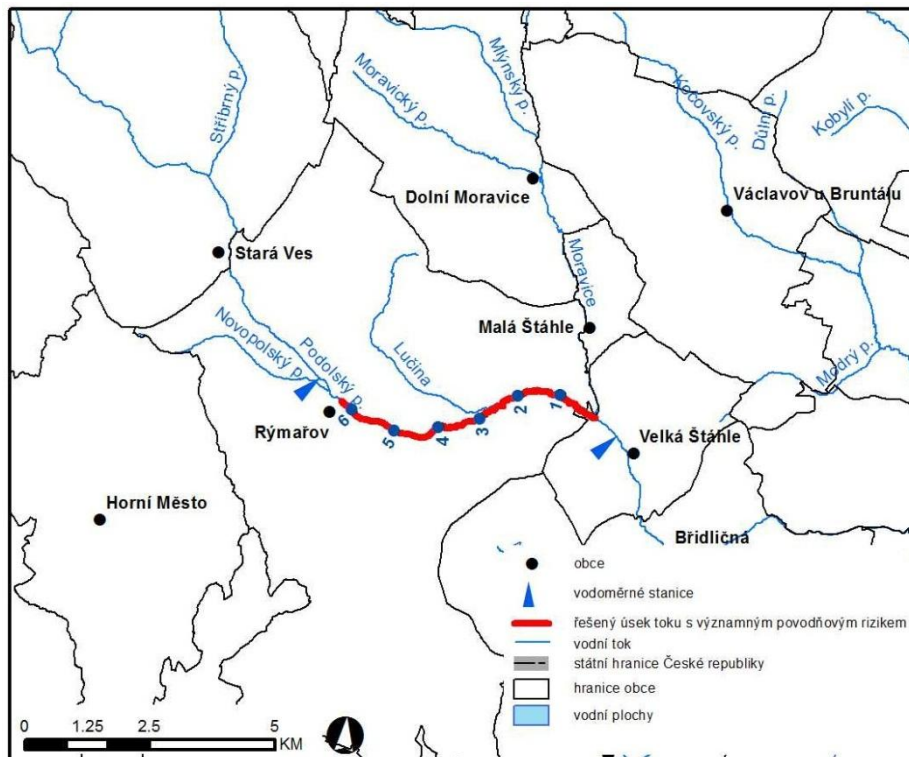 Stříbrný p.
Moravický p.
Mlýnský p.
Kočovský p.
Důlní p.
Kobylí p.
Dolní Moravice
Václavov u Bruntálu
Stará Ves
Moravice
Malá Štáhle
Novopolský p.
Podolský p.
Lučina
Modrý p.
Rýmařov
6
5
4
3
2
1
Velká Štáhle
Horní Město
Břidličná
obce
vodoměrné stanice
řešený úsek toku s významným povodňovým rizikem
vodní tok
státní hranice České republiky
hranice obce
vodní plochy
0 1.25 2.5 5
KM